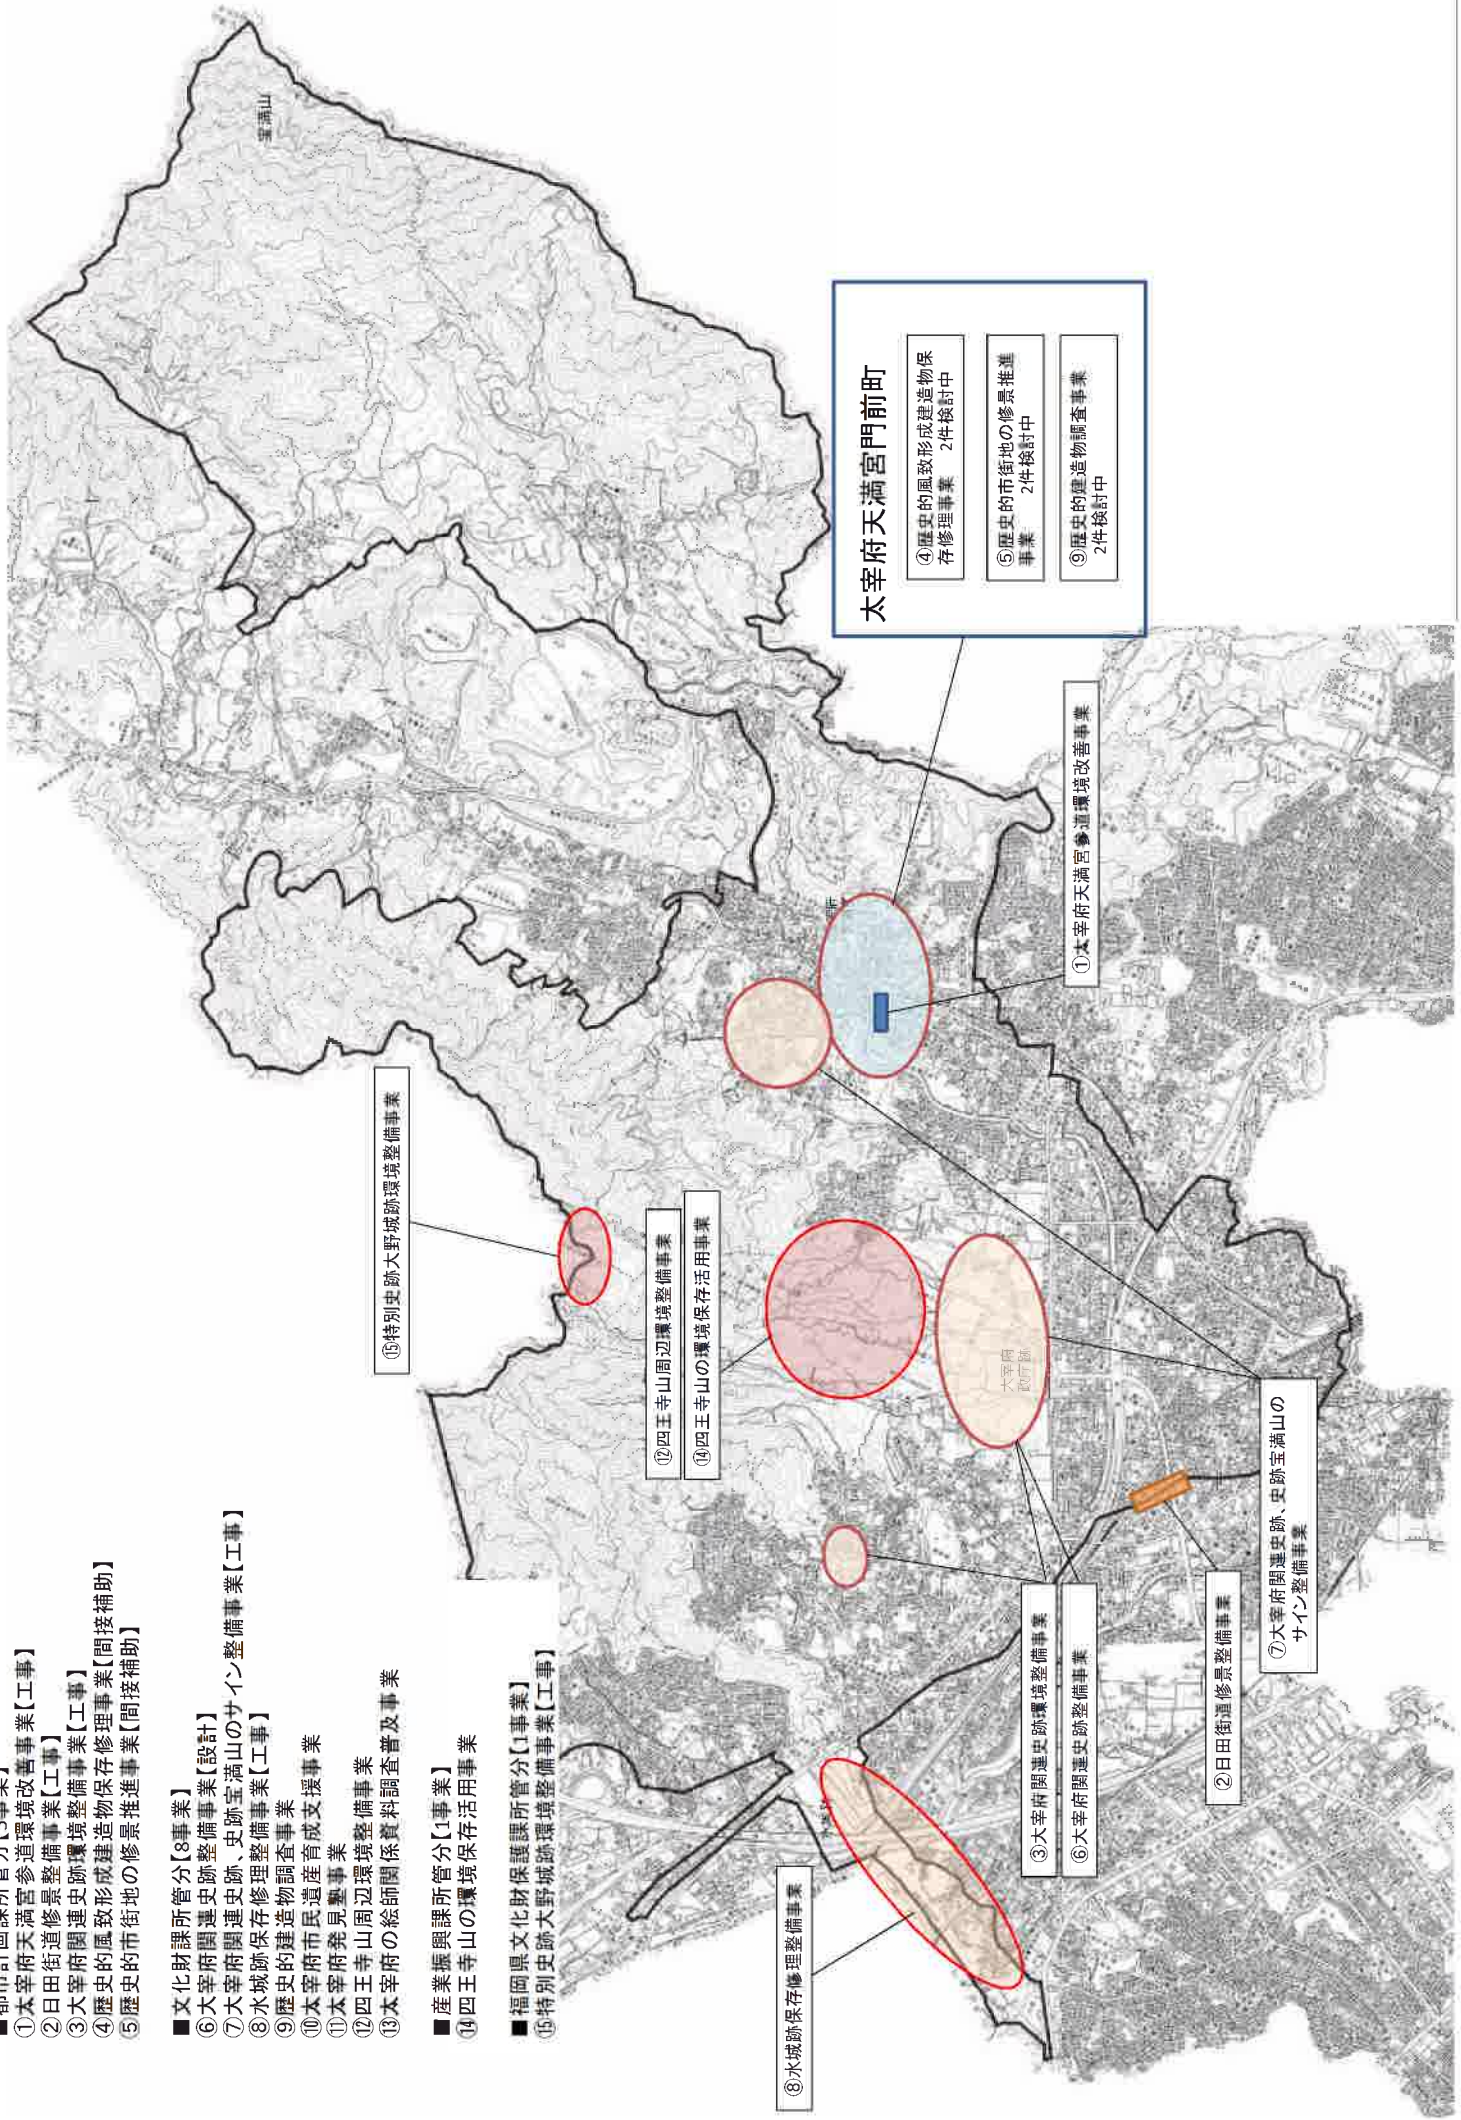 ■都市計画課所管分【5事業】
①太宰府天満宮参道環境改善事業【工事】
②日田街道修景整備事業【工事】
③大宰府関連史跡環境整備事業【工事】
④歴史的風致形成建造物保存修理事業【間接補助】
⑤歴史的市街地の修景推進事業【間接補助】
■文化財課所管分【8事業】
⑥大宰府関連史跡整備事業【設計】
⑦大宰府関連史跡、史跡宝満山のサイン整備事業【工事】
⑧水城跡保存修理整備事業【工事】
⑨歴史的建造物調査事業
⑩太宰府市民遺産育成支援事業
⑪太宰府発見塾事業
⑫四王寺山周辺環境整備事業
⑬太宰府の絵師関係資料調査普及事業
■産業振興課所管分【1事業】
⑭四王寺山の環境保存活用事業
■福岡県文化財保護課所管分【1事業】
⑮特別史跡大野城跡環境整備事業【工事】
宝満山
⑮特別史跡大野城跡環境整備事業
⑫四王寺山周辺環境整備事業
⑭四王寺山の環境保存活用事業
太宰府天満宮門前町
④歴史的風致形成建造物保
存修理事業 2件検討中
⑤歴史的市街地の修景推進
事業 2件検討中
⑨歴史的建造物調査事業
2件検討中
①太宰府天満宮参道環境改善事業
大宰府
政庁跡
⑧水城跡保存修理整備事業
③大宰府関連史跡環境整備事業
⑥大宰府関連史跡整備事業
②日田街道修景整備事業
⑦大宰府関連史跡、史跡宝満山の
サイン整備事業